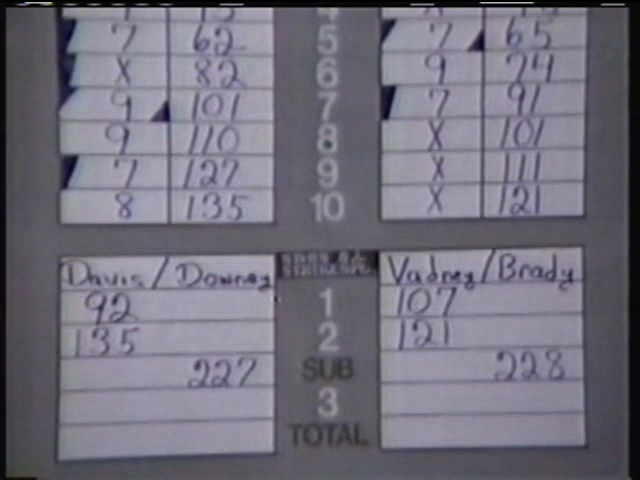 7 62 5 7 65
X 82 6 9 74
9 101 7 7 91
9 110 8 X 101
7 127 9 X 111
8 135 10 X 121
Davis/Downey Vadney/Brady
92 1 107
135 2 121
227 SUB 228
3
TOTAL